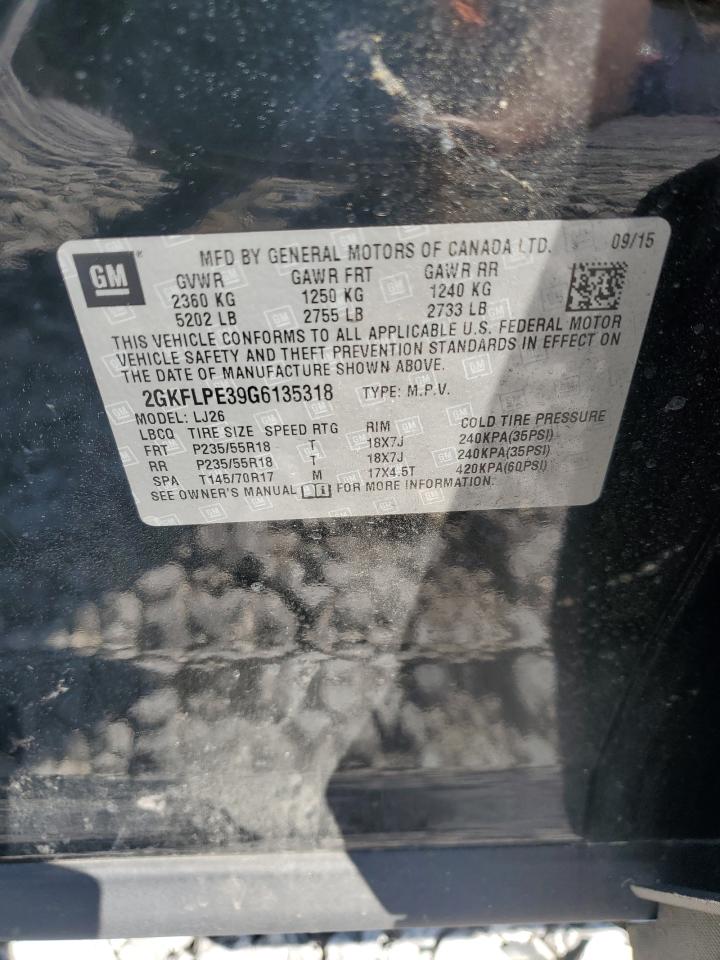 GM
MFD BY GENERAL MOTORS OF CANADA LTD. 09/15
GVWR GAWR FRT GAWR RR
2360 KG 1250 KG 1240 KG
5202 LB 2755 LB 2733 LB
THIS VEHICLE CONFORMS TO ALL APPLICABLE U.S. FEDERAL MOTOR
VEHICLE SAFETY AND THEFT PREVENTION STANDARDS IN EFFECT ON
THE DATE OF MANUFACTURE SHOWN ABOVE.
2GKFLPE39G6135318 TYPE: M.P.V.
MODEL: LJ26
LBCQ TIRE SIZE SPEED RTG RIM COLD TIRE PRESSURE
FRT P235/55R18 T 18X7J 240KPA(35PSI)
RR P235/55R18 T 18X7J 240KPA(35PSI)
SPA T145/70R17 M 17X4.5T 420KPA(60PSI)
SEE OWNER'S MANUAL FOR MORE INFORMATION.